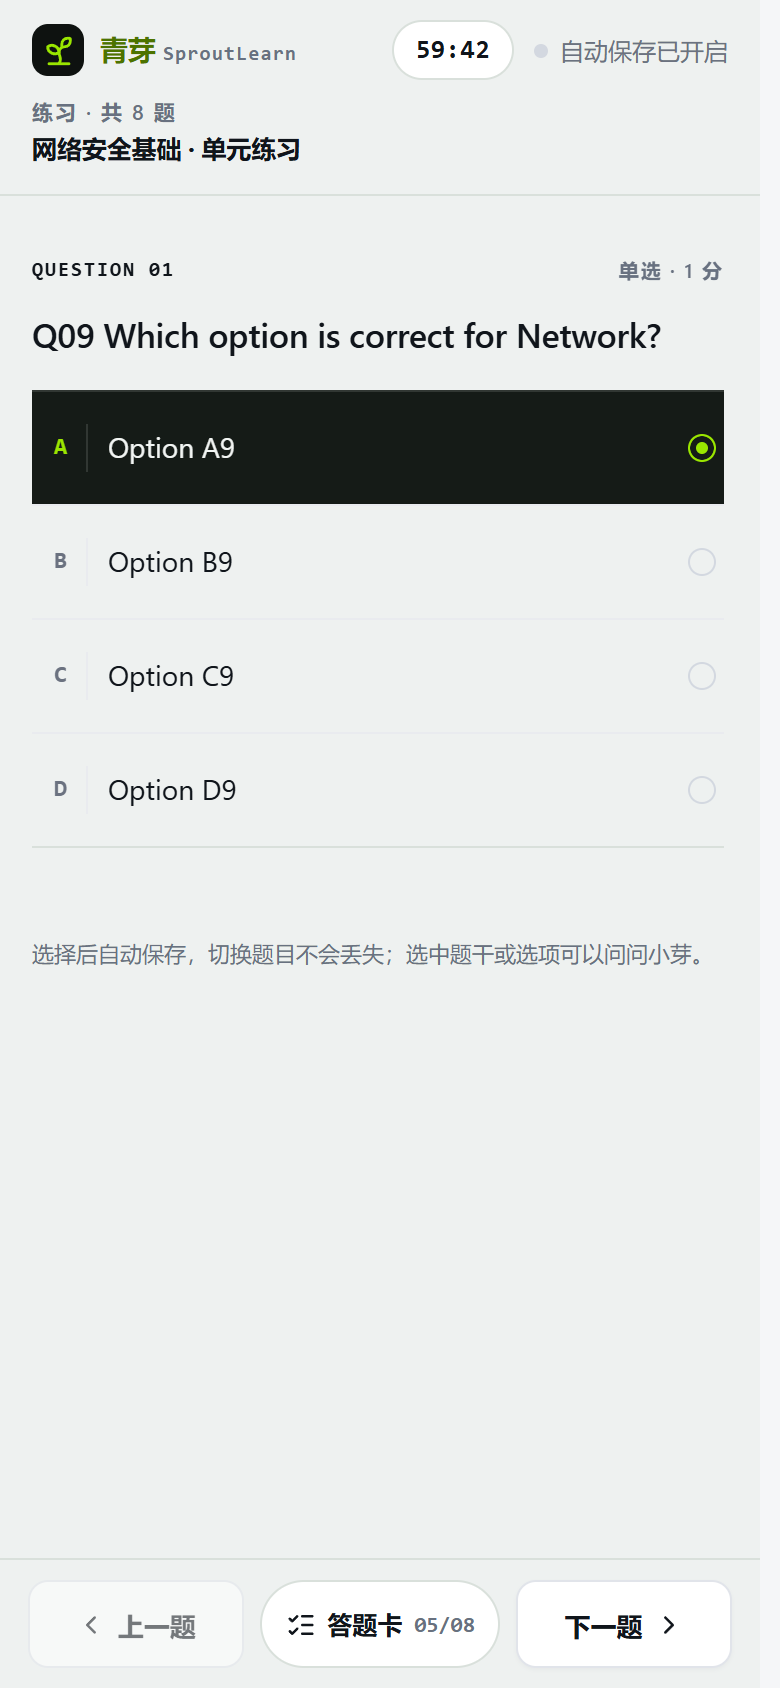 青芽 SproutLearn
59:42
自动保存已开启
练习 · 共 8 题
网络安全基础 · 单元练习
QUESTION 01
单选 · 1 分
Q09 Which option is correct for Network?
A Option A9
B Option B9
C Option C9
D Option D9
选择后自动保存，切换题目不会丢失；选中题干或选项可以问问小芽。
上一题
答题卡 05/08
下一题